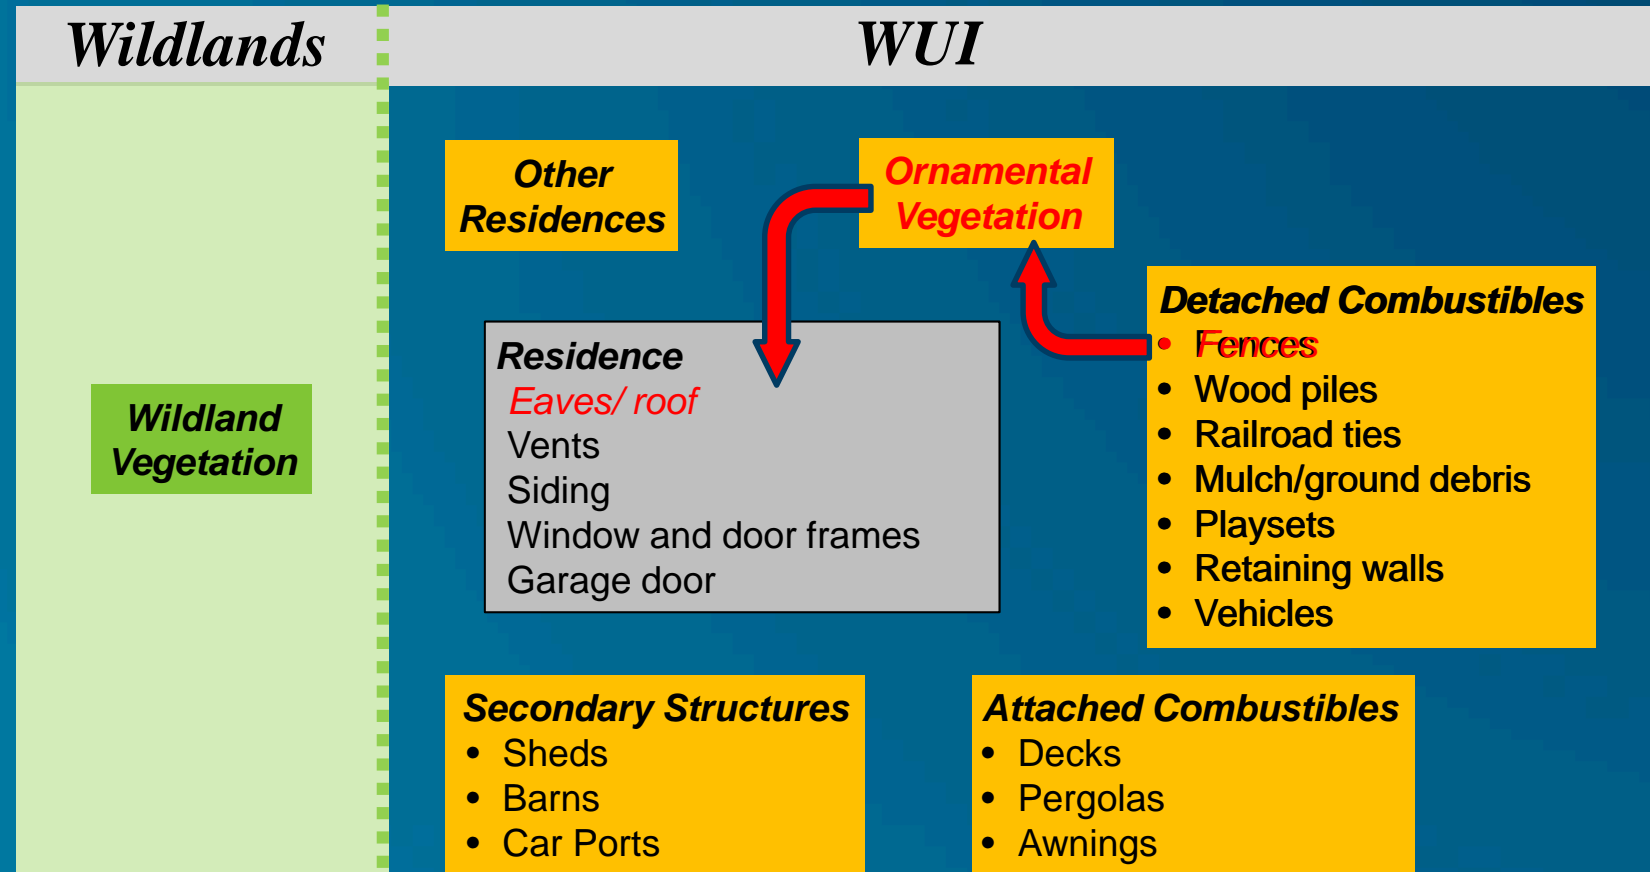 Wildlands
WUI
Other
Residences
Ornamental
Vegetation
Wildland
Vegetation
Residence
Eaves/ roof
Vents
Siding
Window and door frames
Garage door
Detached Combustibles
• Fences
• Wood piles
• Railroad ties
• Mulch/ground debris
• Playsets
• Retaining walls
• Vehicles
Secondary Structures
• Sheds
• Barns
• Car Ports
Attached Combustibles
• Decks
• Pergolas
• Awnings